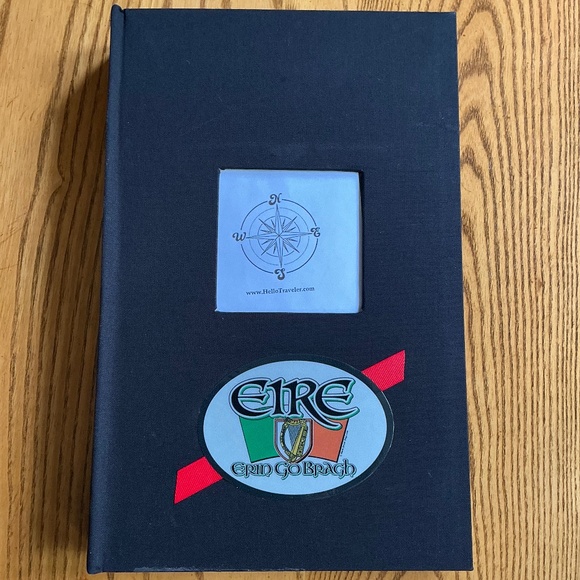 N
W E
S
www.HelloTraveler.com
EIRE
ERIN GO BRAGH